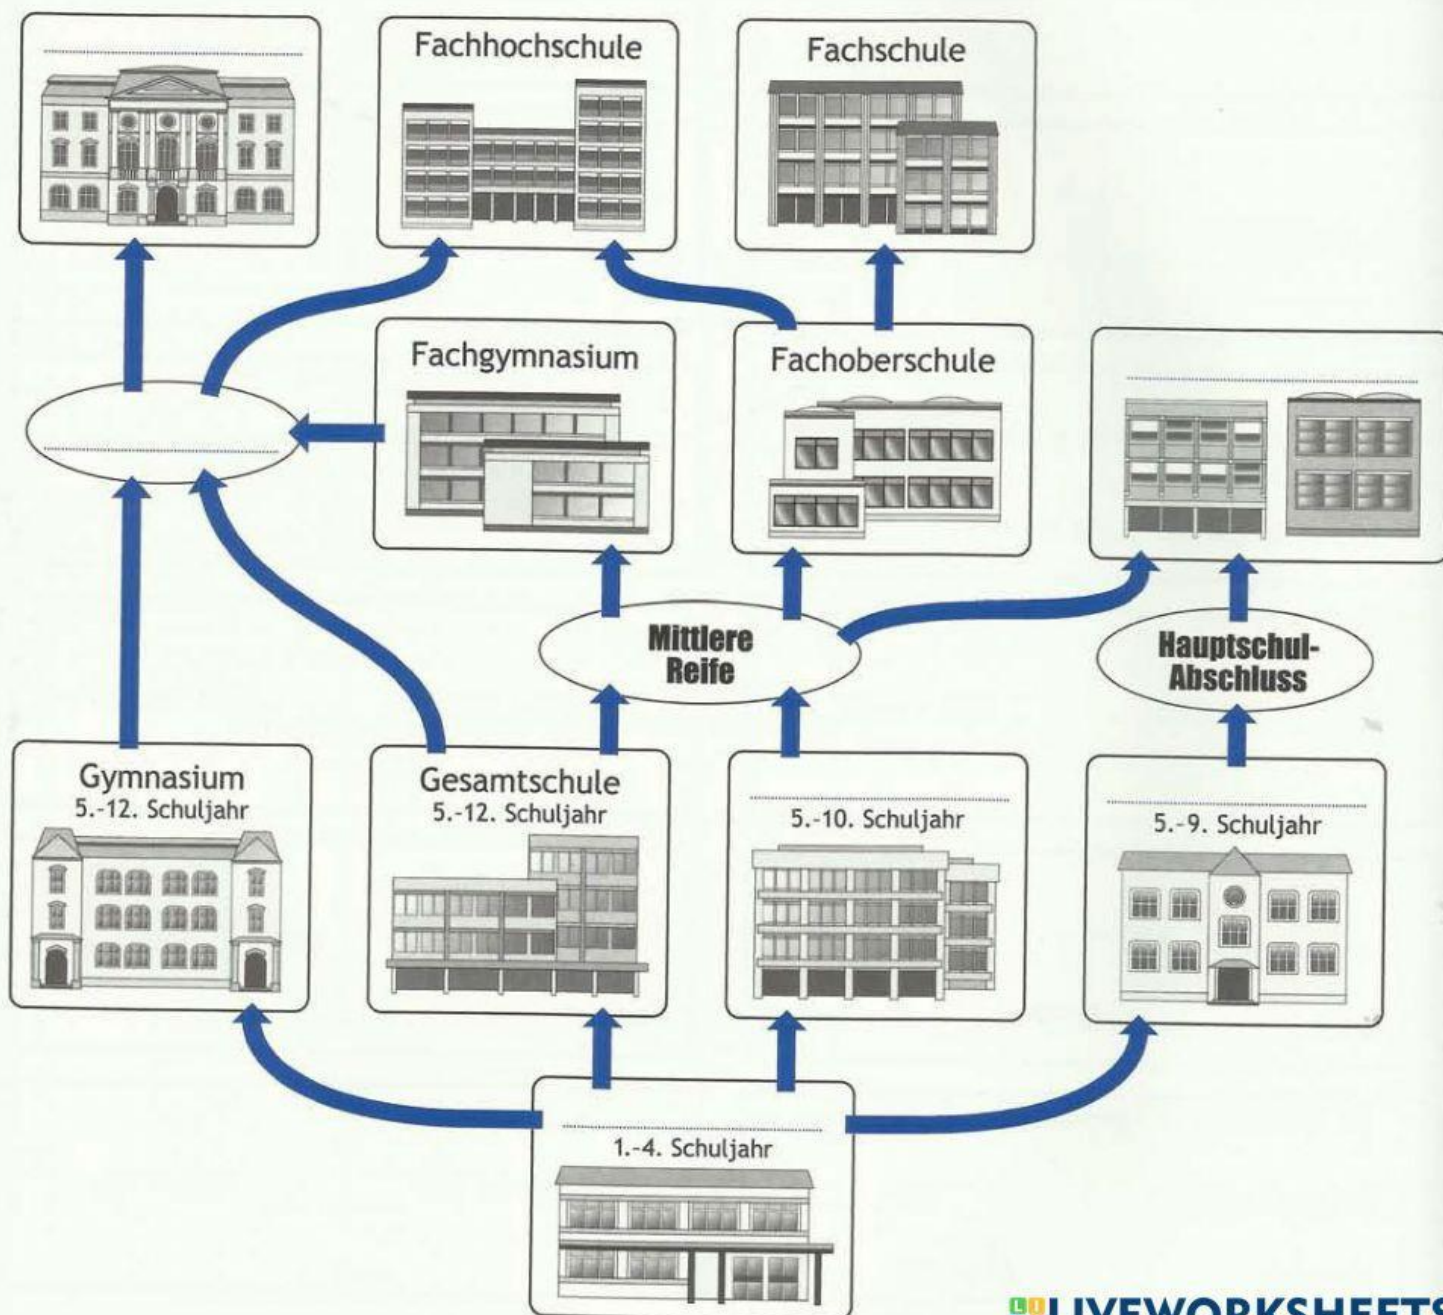 Fachhochschule
Fachschule
Fachgymnasium
Fachoberschule
Mittlere
Reife
Hauptschul-
Abschluss
Gymnasium
5.-12. Schuljahr
Gesamtschule
5.-12. Schuljahr
5.-10. Schuljahr
5.-9. Schuljahr
1.-4. Schuljahr
LIVEWORKSHEETS